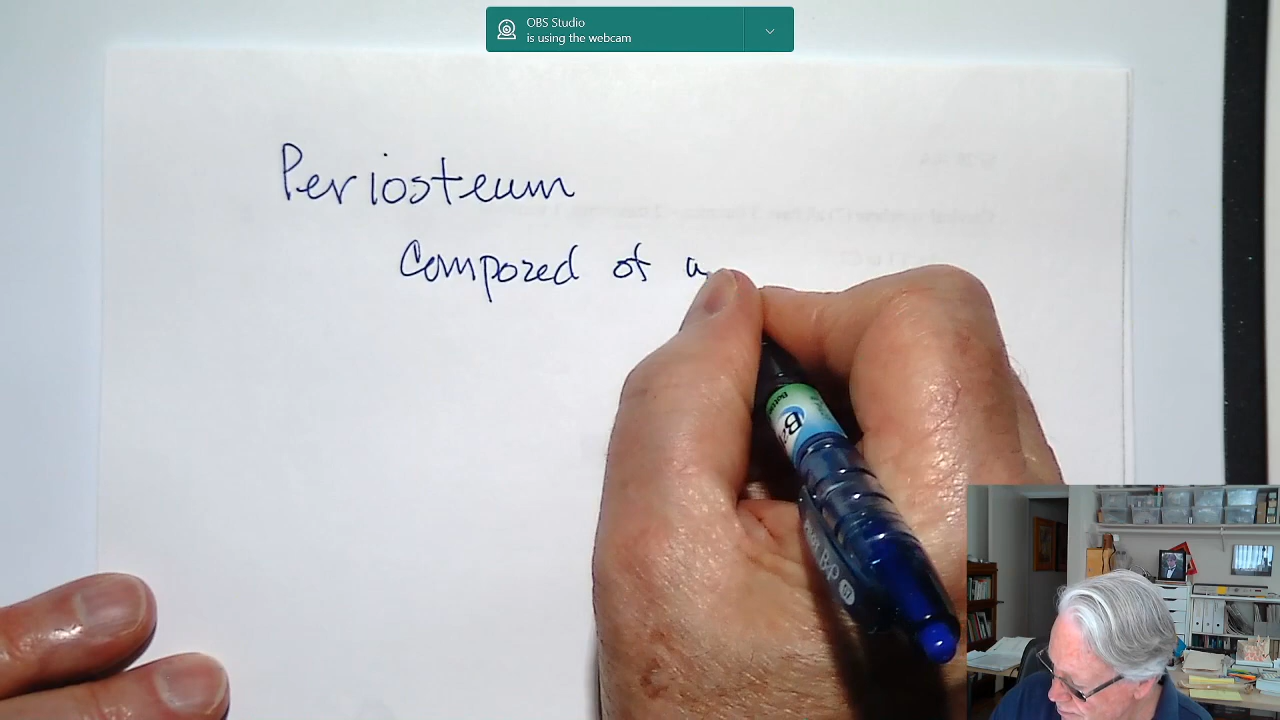 OBS Studio
is using the webcam
Periosteum
Composed of a